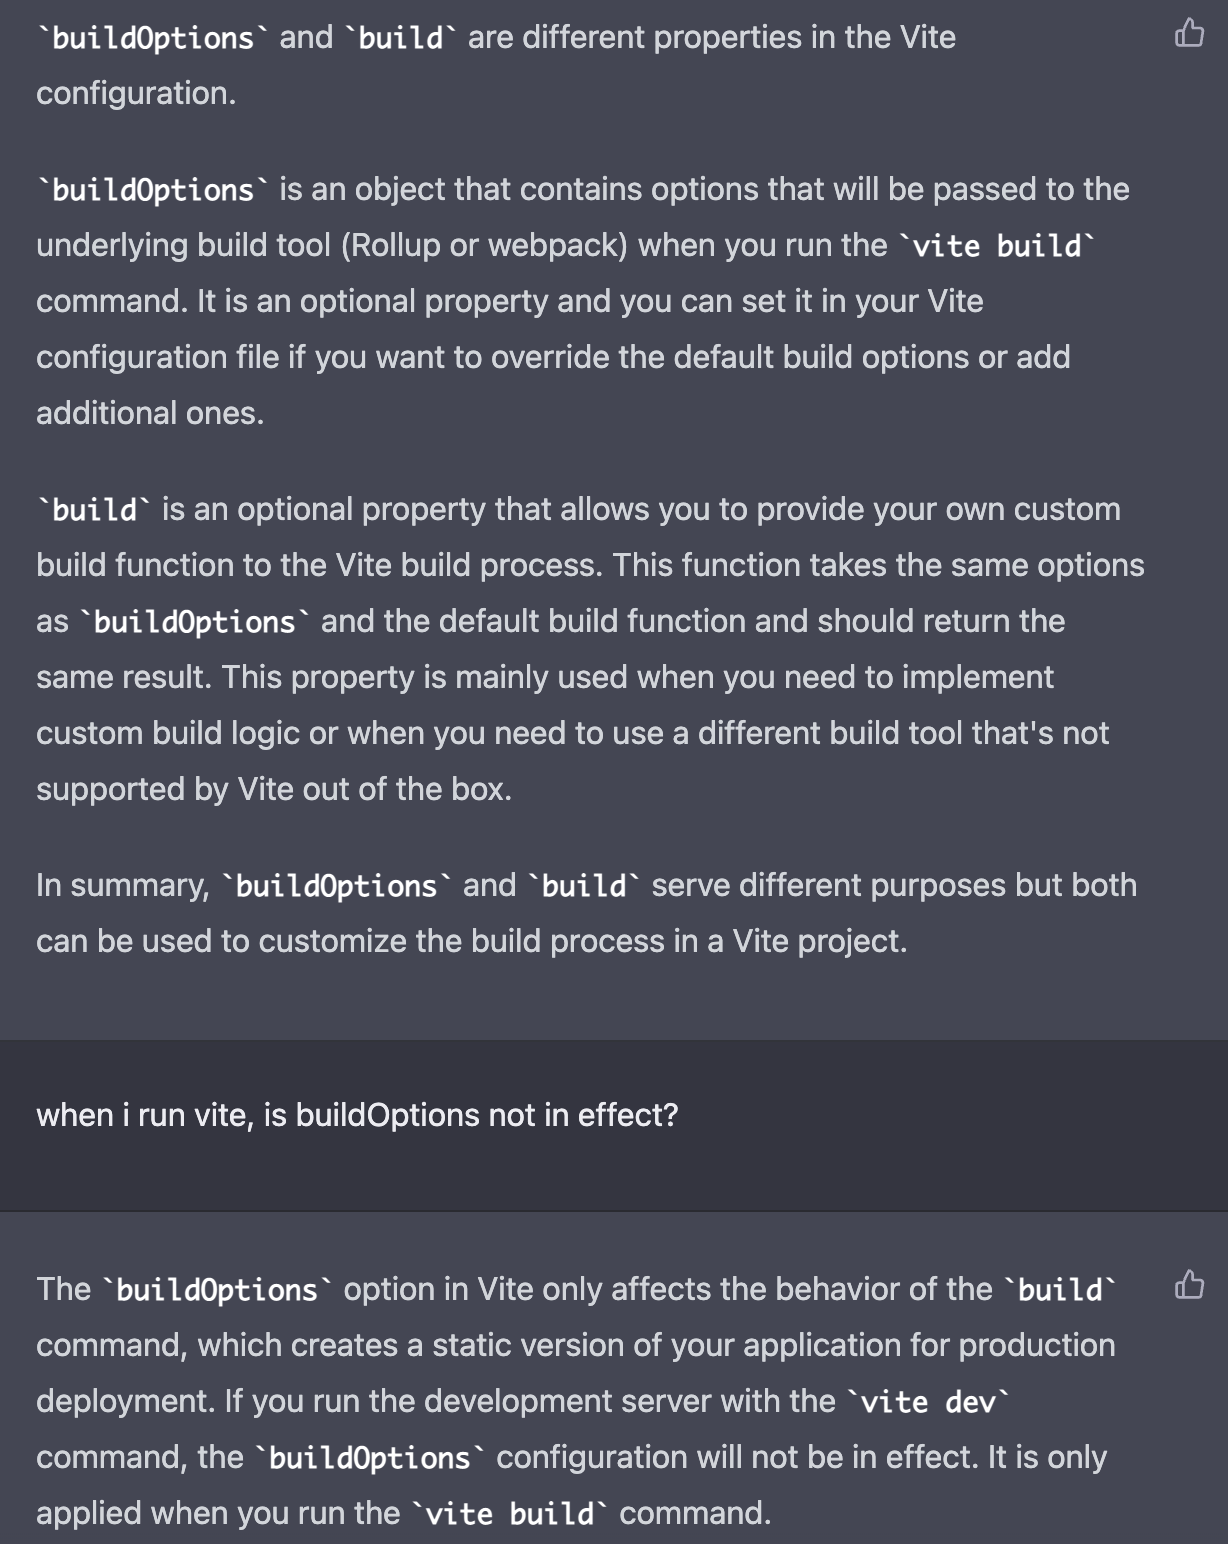 `buildOptions` and `build` are different properties in the Vite
configuration.
`buildOptions` is an object that contains options that will be passed to the
underlying build tool (Rollup or webpack) when you run the `vite build`
command. It is an optional property and you can set it in your Vite
configuration file if you want to override the default build options or add
additional ones.
`build` is an optional property that allows you to provide your own custom
build function to the Vite build process. This function takes the same options
as `buildOptions` and the default build function and should return the
same result. This property is mainly used when you need to implement
custom build logic or when you need to use a different build tool that's not
supported by Vite out of the box.
In summary, `buildOptions` and `build` serve different purposes but both
can be used to customize the build process in a Vite project.
when i run vite, is buildOptions not in effect?
The `buildOptions` option in Vite only affects the behavior of the `build`
command, which creates a static version of your application for production
deployment. If you run the development server with the `vite dev`
command, the `buildOptions` configuration will not be in effect. It is only
applied when you run the `vite build` command.